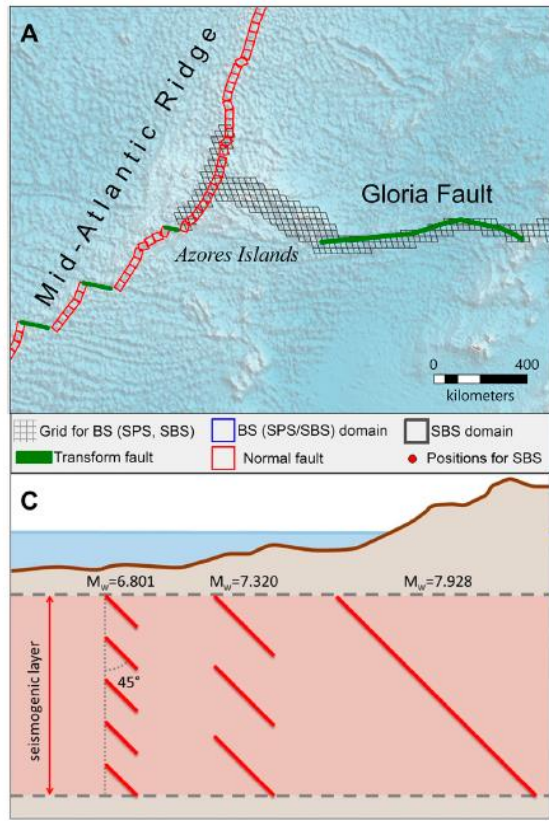 A
Mid-Atlantic Ridge
Gloria Fault
Azores Islands
0 400
kilometers
Grid for BS (SPS, SBS) BS (SPS/SBS) domain SBS domain
Transform fault Normal fault Positions for SBS
C
Mw=6.801 Mw=7.320 Mw=7.928
45°
seismogenic layer